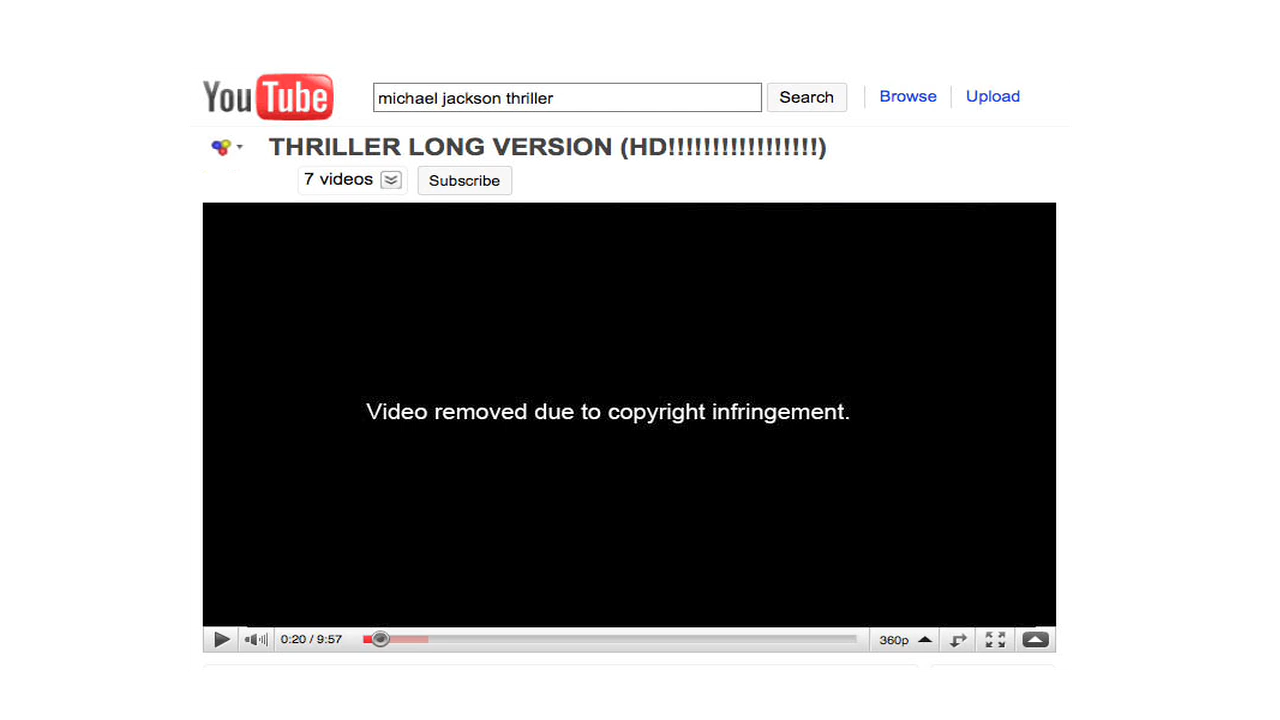 YouTube michael jackson thriller Search Browse Upload
THRILLER LONG VERSION (HD!!!!!!!!!!!!!!!!!)
7 videos Subscribe
Video removed due to copyright infringement.
0:20 / 9:57 360p